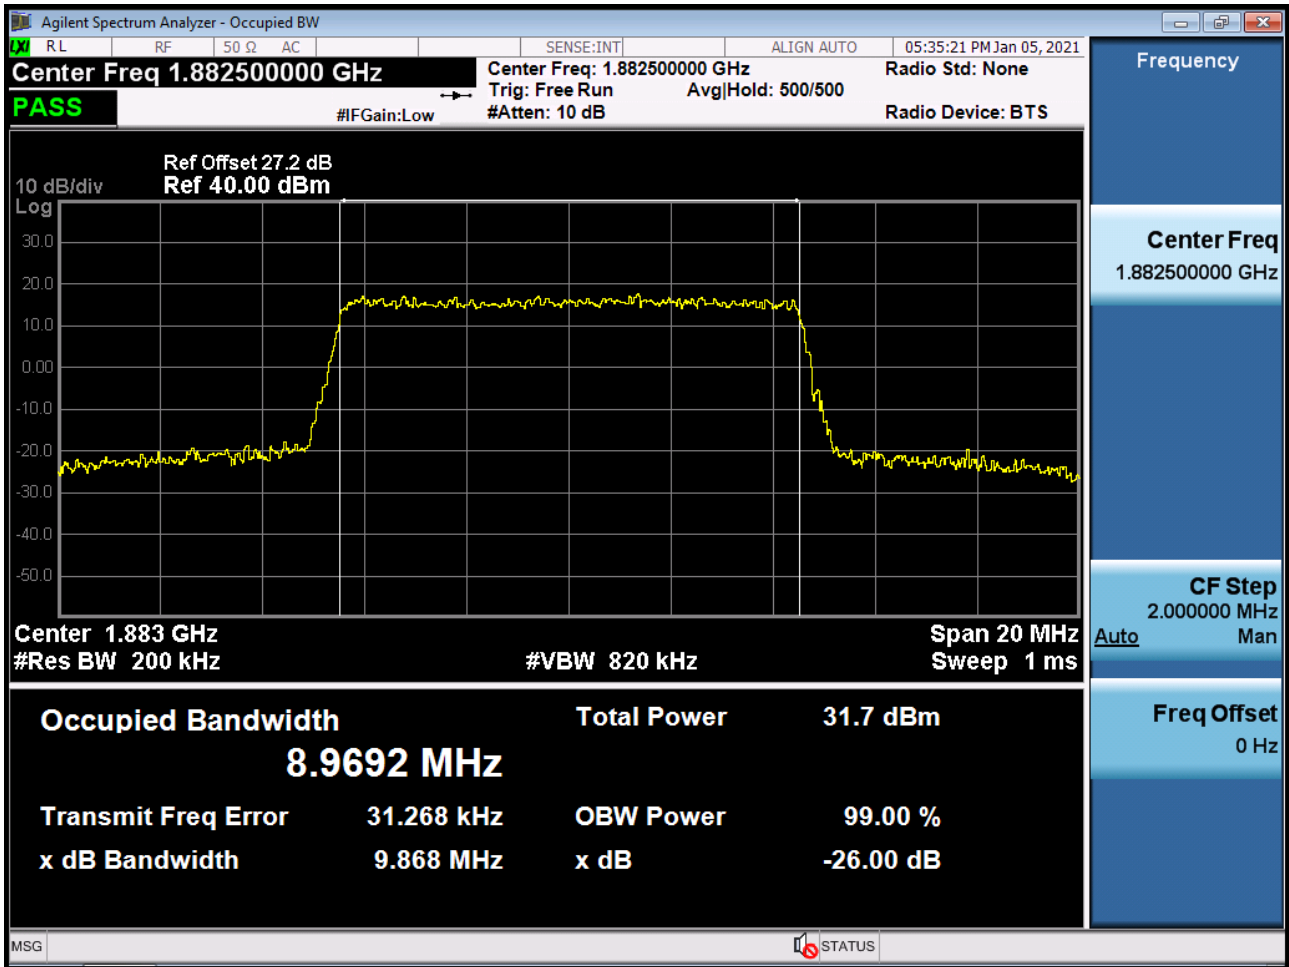 Agilent Spectrum Analyzer - Occupied BW
LXI RL RF 50 Ω AC SENSE:INT ALIGN AUTO 05:35:21 PM Jan 05, 2021
Center Freq 1.882500000 GHz
Center Freq: 1.882500000 GHz Radio Std: None
Trig: Free Run Avg|Hold: 500/500
PASS
#IFGain:Low #Atten: 10 dB Radio Device: BTS
Ref Offset 27.2 dB
10 dB/div Ref 40.00 dBm
Log
30.0
20.0
10.0
0.00
-10.0
-20.0
-30.0
-40.0
-50.0
Center 1.883 GHz Span 20 MHz
#Res BW 200 kHz #VBW 820 kHz Sweep 1 ms
Occupied Bandwidth Total Power 31.7 dBm
8.9692 MHz
Transmit Freq Error 31.268 kHz OBW Power 99.00 %
x dB Bandwidth 9.868 MHz x dB -26.00 dB
MSG STATUS
Frequency
Center Freq
1.882500000 GHz
CF Step
2.000000 MHz
Auto Man
Freq Offset
0 Hz